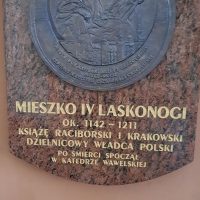 MIESZKO IV LASKONOGI
OK. 1142 - 1211
KSIĄŻĘ RACIBORSKI I KRAKOWSKI
DZIELNICOWY WŁADCA POLSKI
PO ŚMIERCI SPOCZĄŁ
W KATEDRZE WAWELSKIEJ